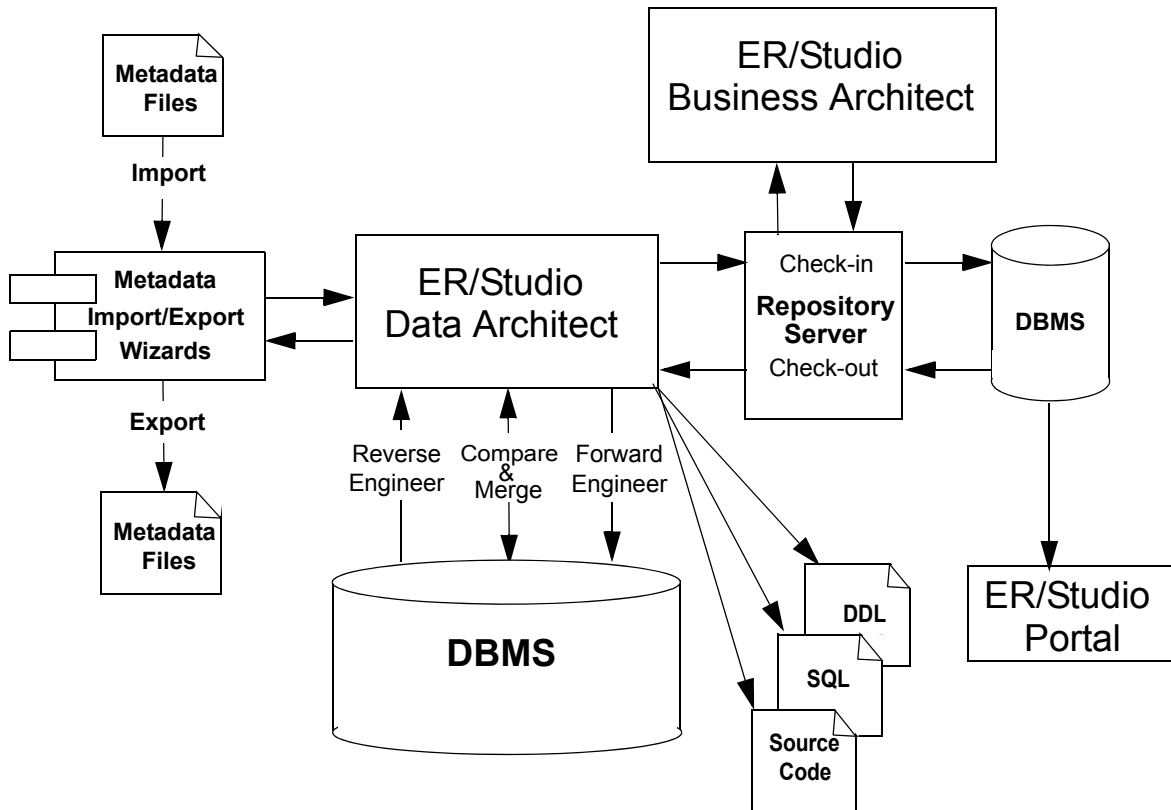 Metadata
Files
Import
Metadata
Import/Export
Wizards
Export
Metadata
Files
ER/Studio
Data Architect
Reverse
Engineer
Compare
&
Merge
Forward
Engineer
DBMS
ER/Studio
Business Architect
Check-in
Repository
Server
Check-out
DBMS
ER/Studio
Portal
DDL
SQL
Source
Code